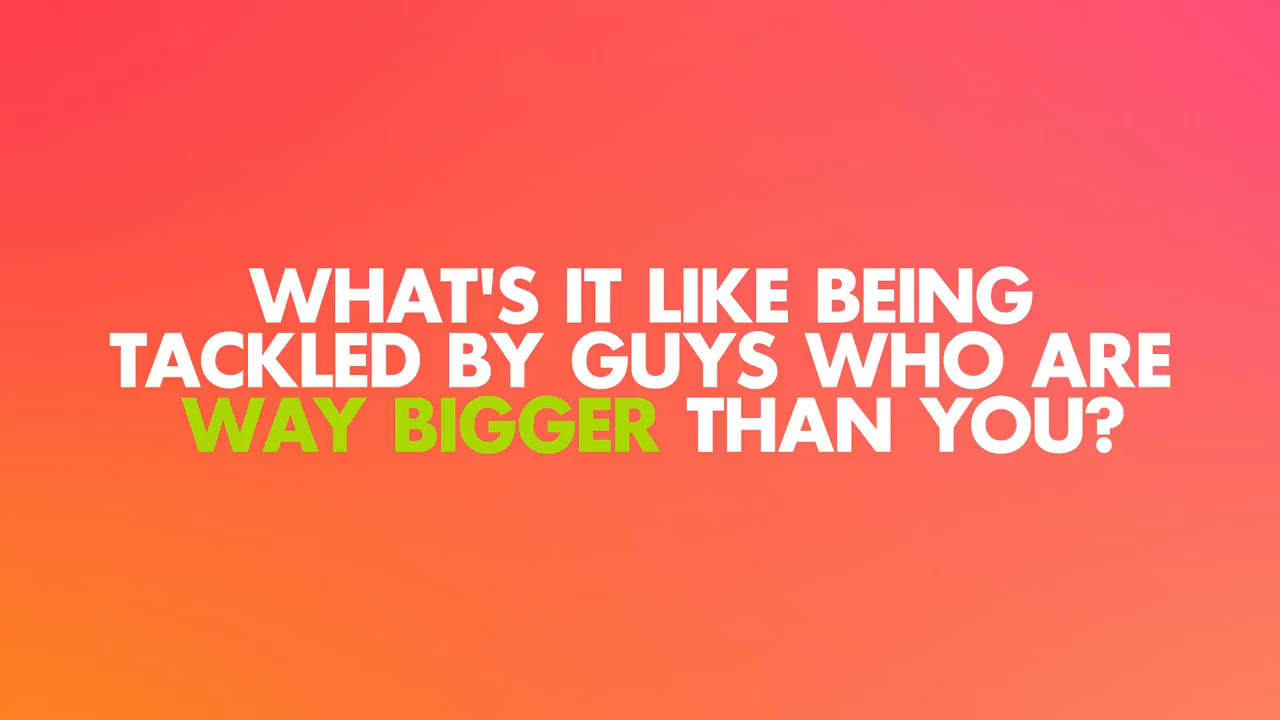 WHAT'S IT LIKE BEING
TACKLED BY GUYS WHO ARE
WAY BIGGER THAN YOU?